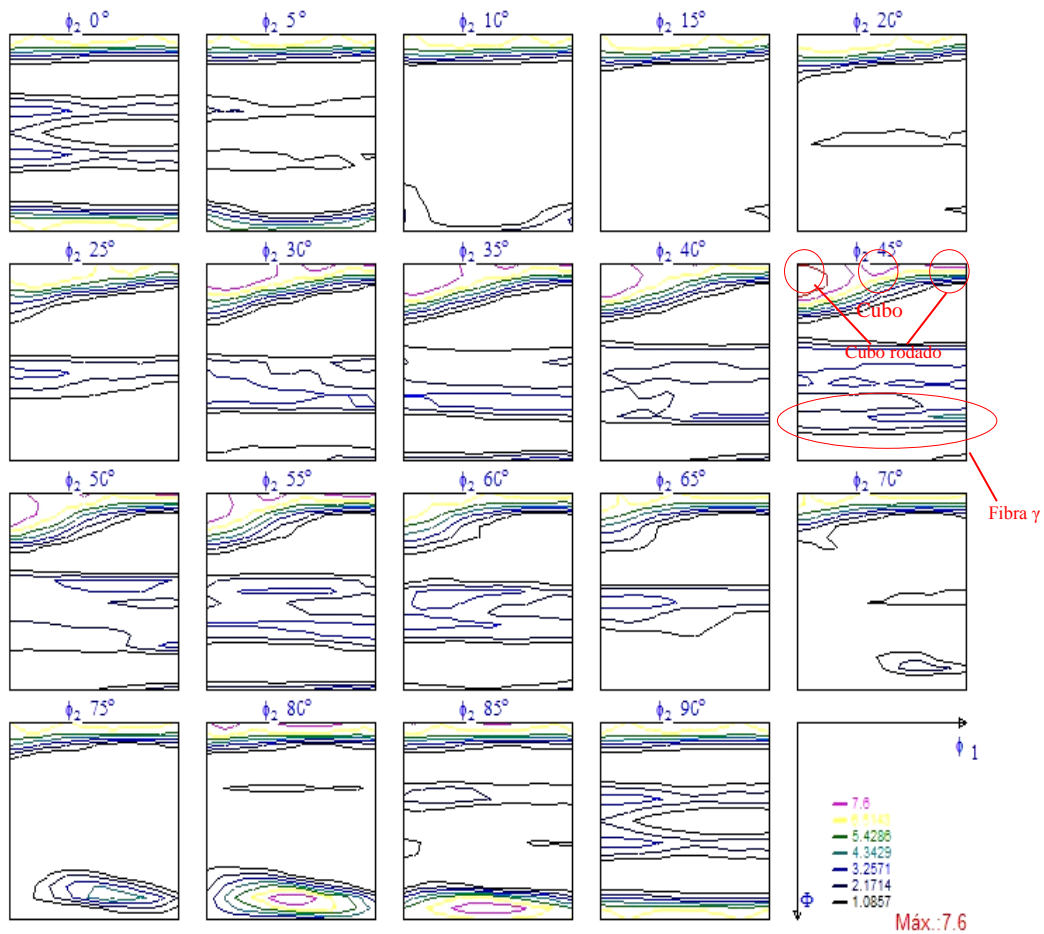 ϕ₂ 0°
ϕ₂ 5°
ϕ₂ 10°
ϕ₂ 15°
ϕ₂ 20°
ϕ₂ 25°
ϕ₂ 30°
ϕ₂ 35°
ϕ₂ 40°
ϕ₂ 45°
Cubo
Cubo rodado
Fibra γ
ϕ₂ 50°
ϕ₂ 55°
ϕ₂ 60°
ϕ₂ 65°
ϕ₂ 70°
ϕ₂ 75°
ϕ₂ 80°
ϕ₂ 85°
ϕ₂ 90°
ϕ 1
7.6
6.5143
5.4286
4.3429
3.2571
2.1714
1.0857
Φ
Máx.:7.6